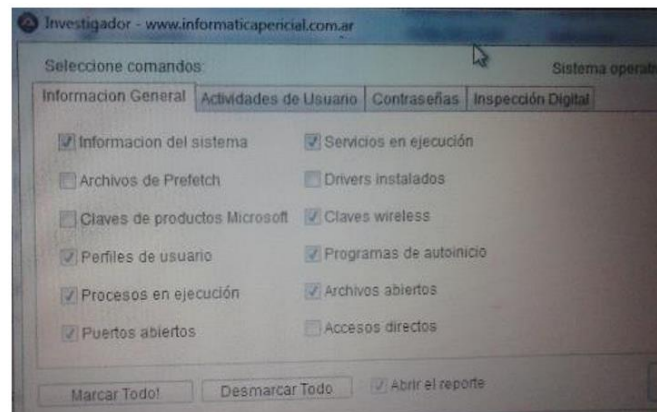 Investigador - www.informaticapericial.com.ar
Seleccione comandos:
Sistema operati
Informacion General Actividades de Usuario Contraseñas Inspección Digital
Informacion del sistema Servicios en ejecución
Archivos de Prefetch Drivers instalados
Claves de productos Microsoft Claves wireless
Perfiles de usuario Programas de autoinicio
Procesos en ejecución Archivos abiertos
Puertos abiertos Accesos directos
Marcar Todo! Desmarcar Todo Abrir el reporte